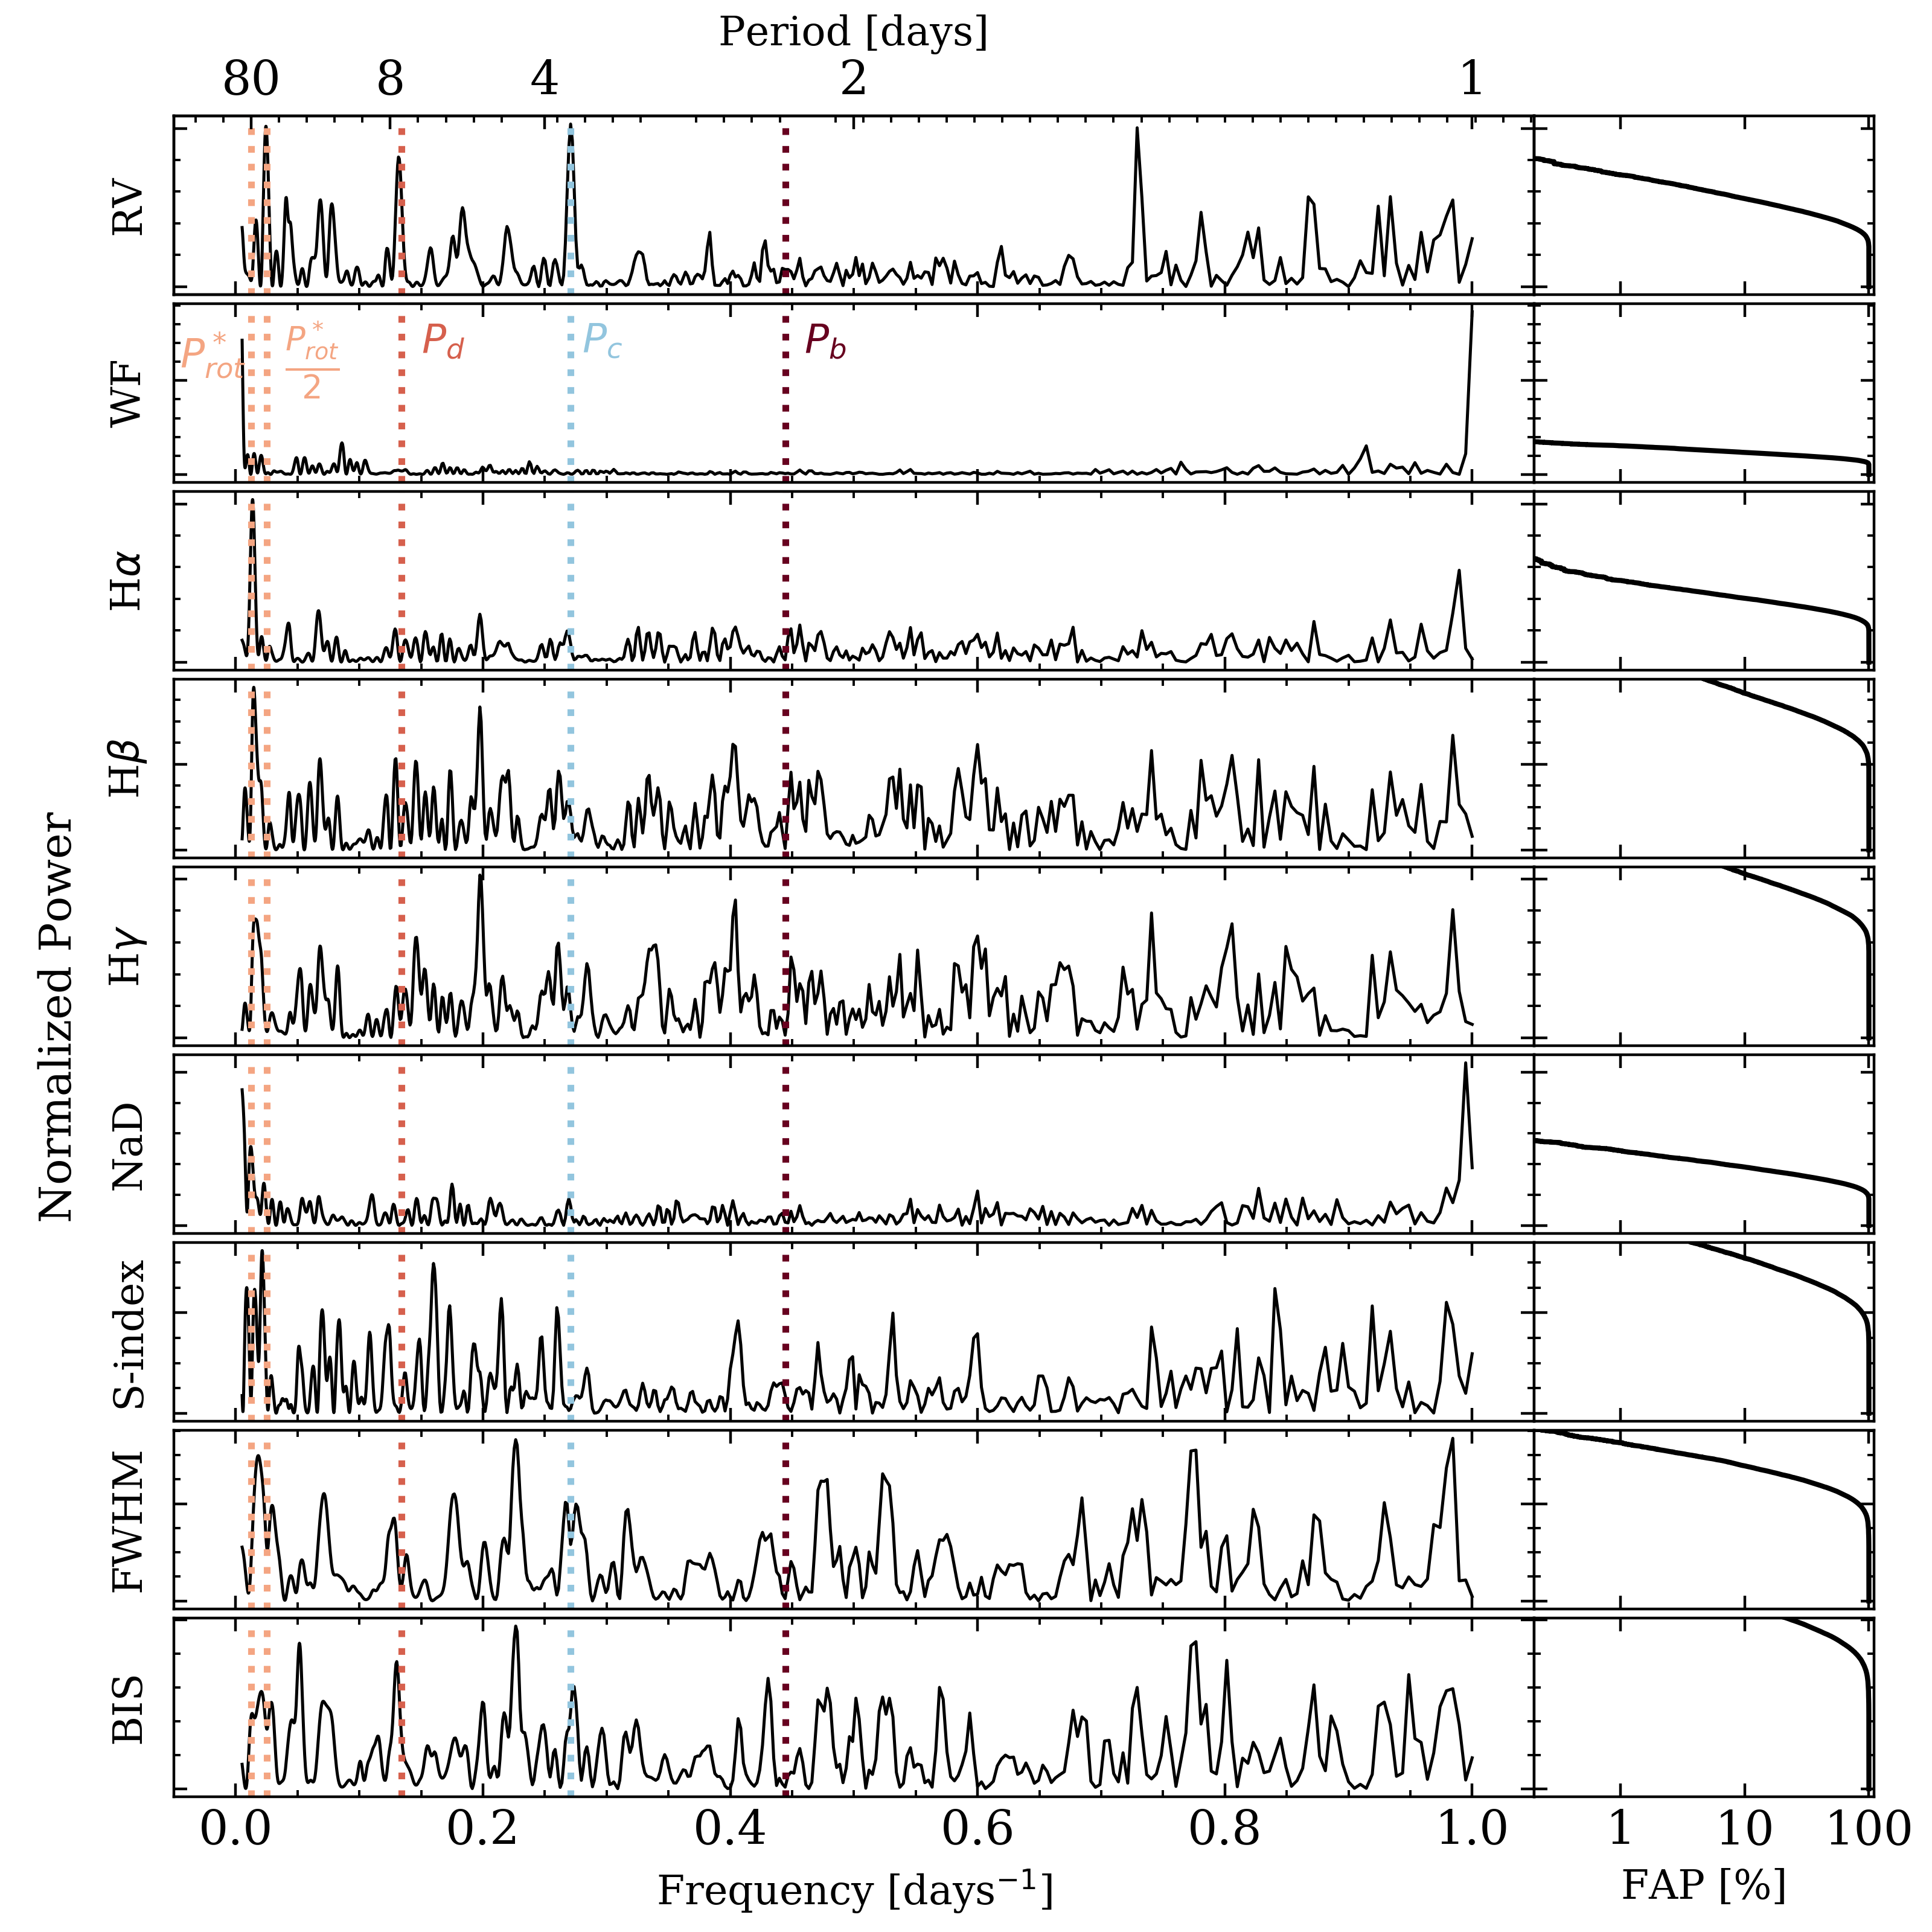 Period [days]
80 8 4 2 1
RV
WF
P*rot P*rot/2 Pd Pc Pb
Hα
Hβ
Hγ
NaD
S-index
FWHM
BIS
Normalized Power
0.0 0.2 0.4 0.6 0.8 1.0 1 10 100
Frequency [days⁻¹] FAP [%]